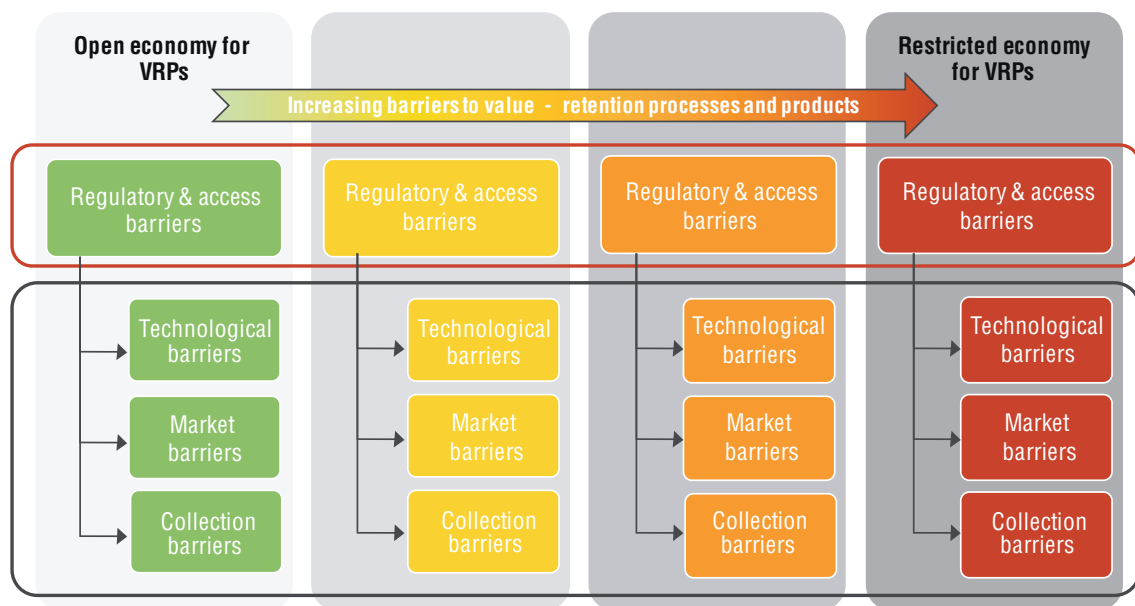 Open economy for
VRPs
Restricted economy
for VRPs
Increasing barriers to value - retention processes and products
Regulatory & access
barriers
Regulatory & access
barriers
Regulatory & access
barriers
Regulatory & access
barriers
Technological
barriers
Technological
barriers
Technological
barriers
Technological
barriers
Market
barriers
Market
barriers
Market
barriers
Market
barriers
Collection
barriers
Collection
barriers
Collection
barriers
Collection
barriers